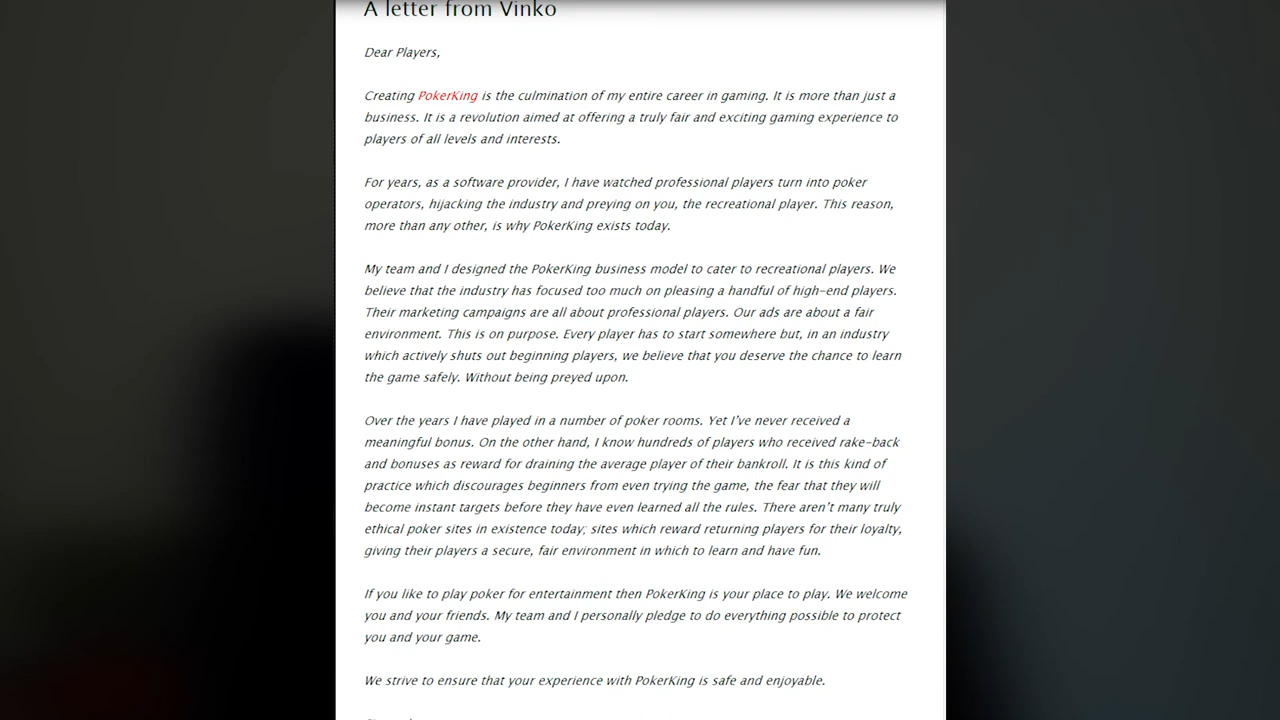 A letter from Vinko
Dear Players,
Creating PokerKing is the culmination of my entire career in gaming. It is more than just a
business. It is a revolution aimed at offering a truly fair and exciting gaming experience to
players of all levels and interests.
For years, as a software provider, I have watched professional players turn into poker
operators, hijacking the industry and preying on you, the recreational player. This reason,
more than any other, is why PokerKing exists today.
My team and I designed the PokerKing business model to cater to recreational players. We
believe that the industry has focused too much on pleasing a handful of high-end players.
Their marketing campaigns are all about professional players. Our ads are about a fair
environment. This is on purpose. Every player has to start somewhere but, in an industry
which actively shuts out beginning players, we believe that you deserve the chance to learn
the game safely. Without being preyed upon.
Over the years I have played in a number of poker rooms. Yet I've never received a
meaningful bonus. On the other hand, I know hundreds of players who received rake-back
and bonuses as reward for draining the average player of their bankroll. It is this kind of
practice which discourages beginners from even trying the game, the fear that they will
become instant targets before they have even learned all the rules. There aren't many truly
ethical poker sites in existence today; sites which reward returning players for their loyalty,
giving their players a secure, fair environment in which to learn and have fun.
If you like to play poker for entertainment then PokerKing is your place to play. We welcome
you and your friends. My team and I personally pledge to do everything possible to protect
you and your game.
We strive to ensure that your experience with PokerKing is safe and enjoyable.